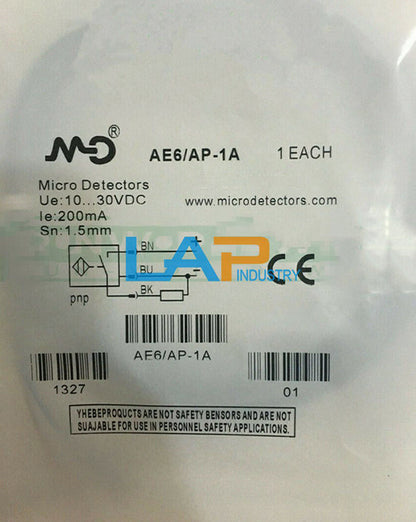 MD®
AE6/AP-1A 1 EACH
Micro Detectors
Ue:10...30VDC www.microdetectors.com
Ie:200mA
Sn:1.5mm
BN +
LAP
INDUSTRY
BU -
BK
pnp
CE
AE6/AP-1A
1327 01
YHEBEPRODUCTS ARE NOT SAFETY BENSORS AND ARE NOT
SUAJABLE FOR USE IN PERSONNEL SAFETY APPLICATIONS.